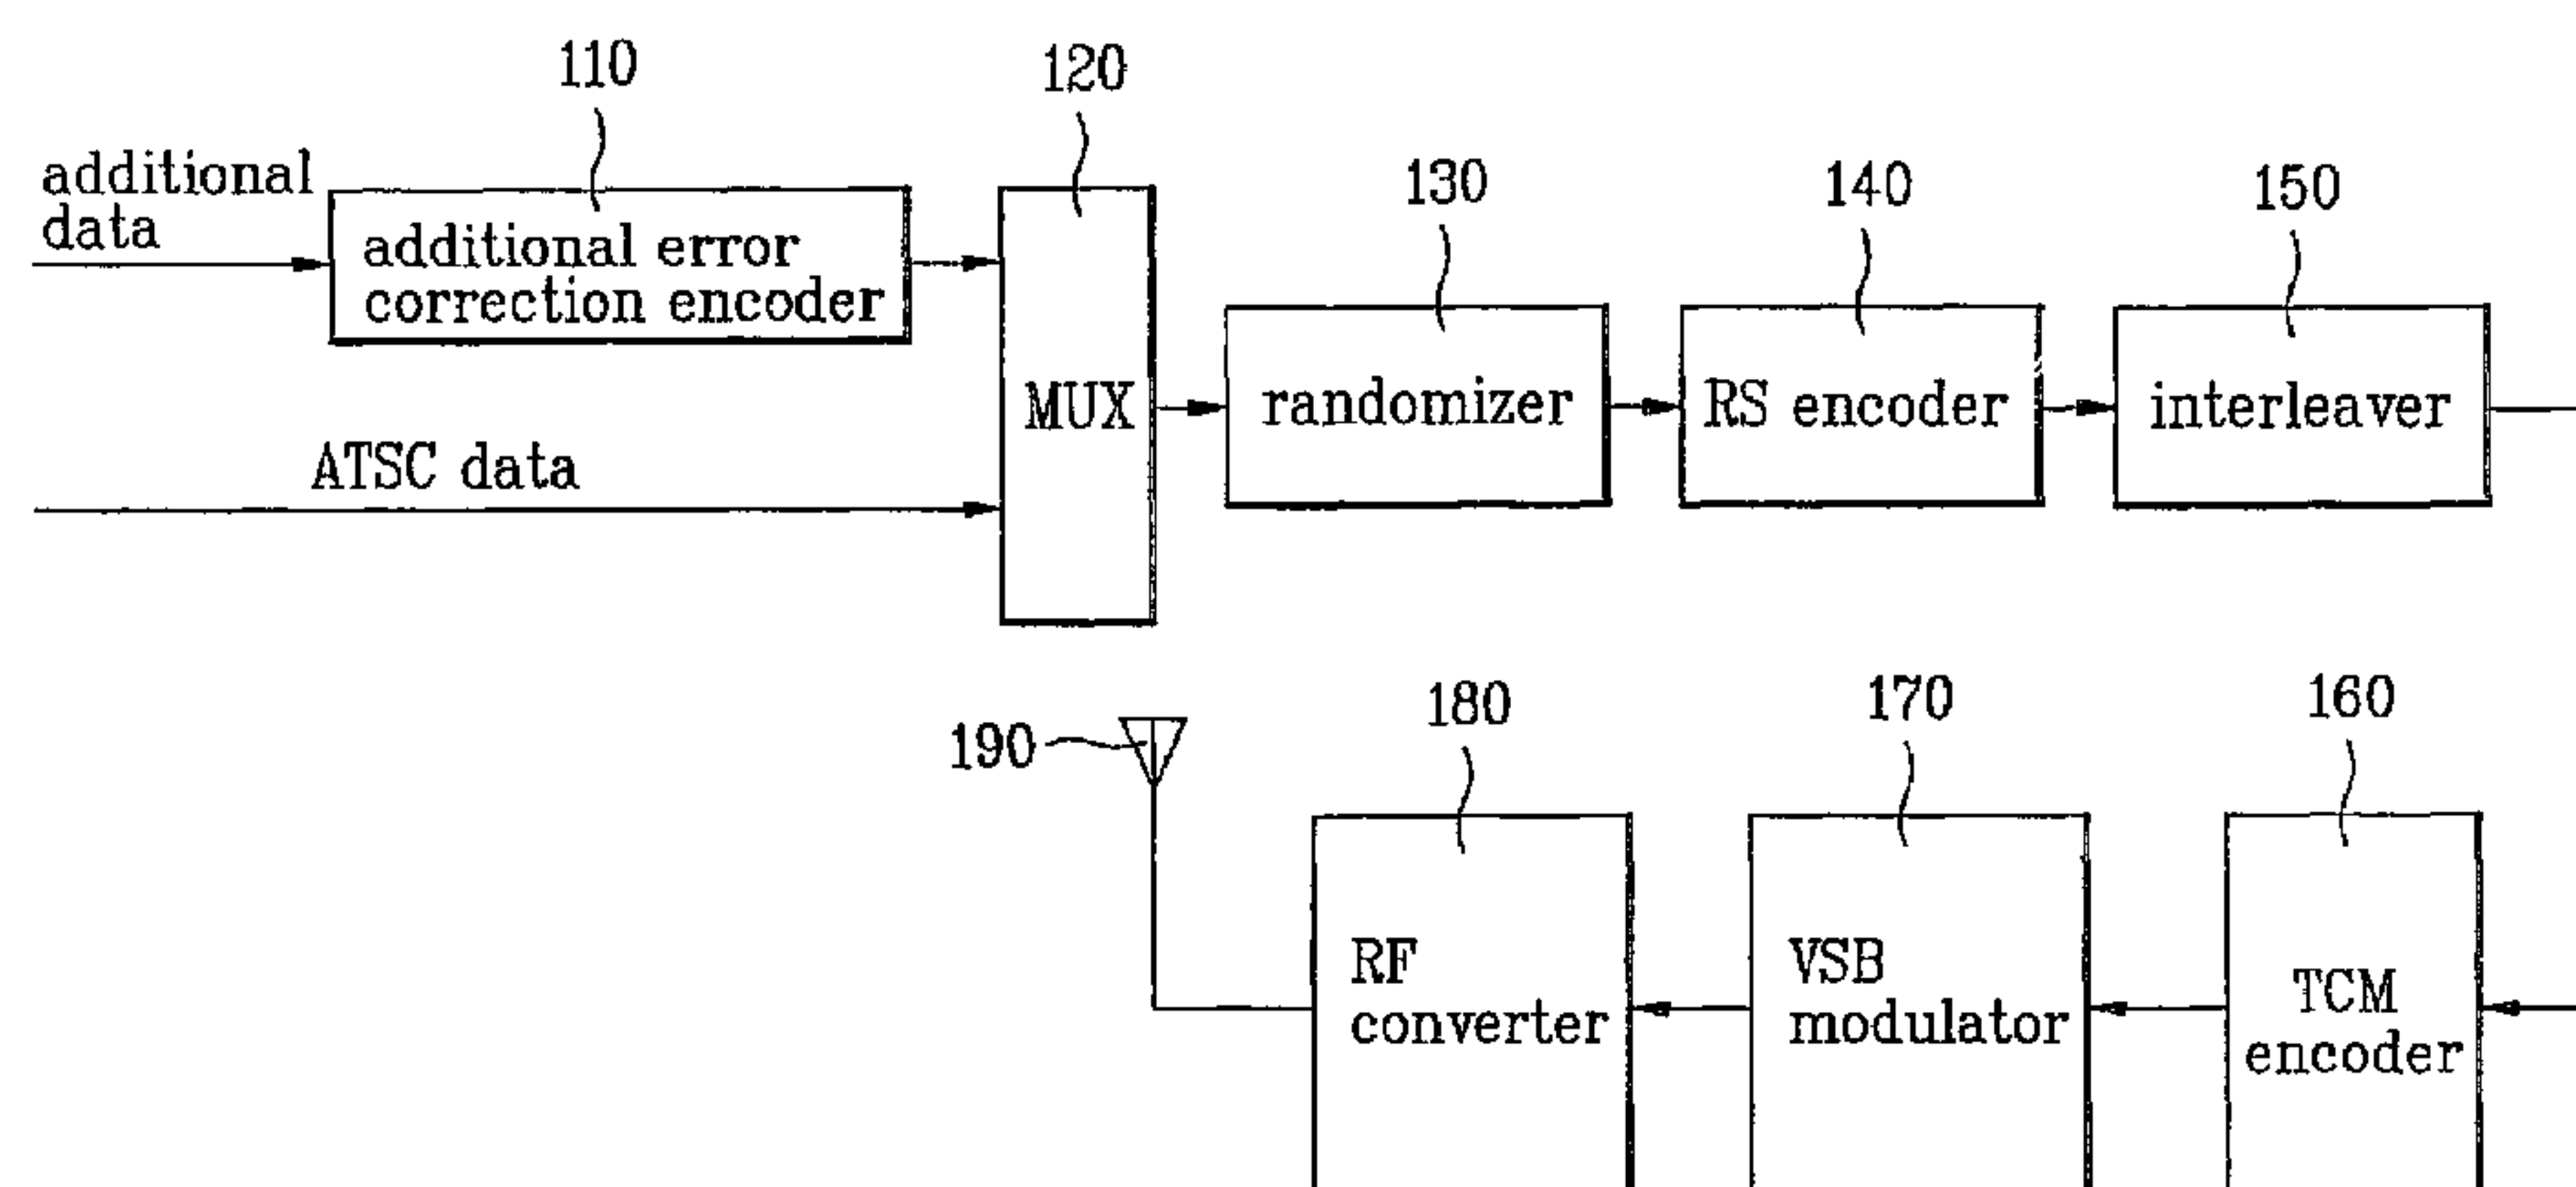 110
120
130
140
150
additional
data
additional error
correction encoder
MUX
randomizer
RS encoder
interleaver
ATSC data
190
180
170
160
RF
converter
VSB
modulator
TCM
encoder